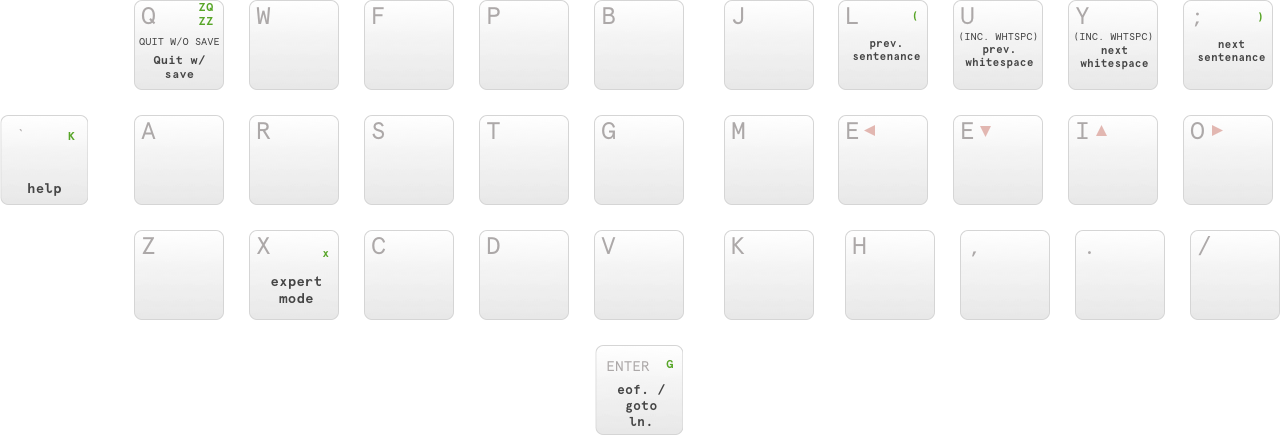 Q ZQ
ZZ
QUIT W/O SAVE
Quit w/
save
W
F
P
B
J
L (
prev.
sentenance
U
(INC. WHTSPC)
prev.
whitespace
Y
(INC. WHTSPC)
next
whitespace
; )
next
sentenance
` K
help
A
R
S
T
G
M
E ◀
E ▼
I ▲
O ▶
Z
X x
expert
mode
C
D
V
K
H
,
.
/
ENTER G
eof. /
goto
ln.